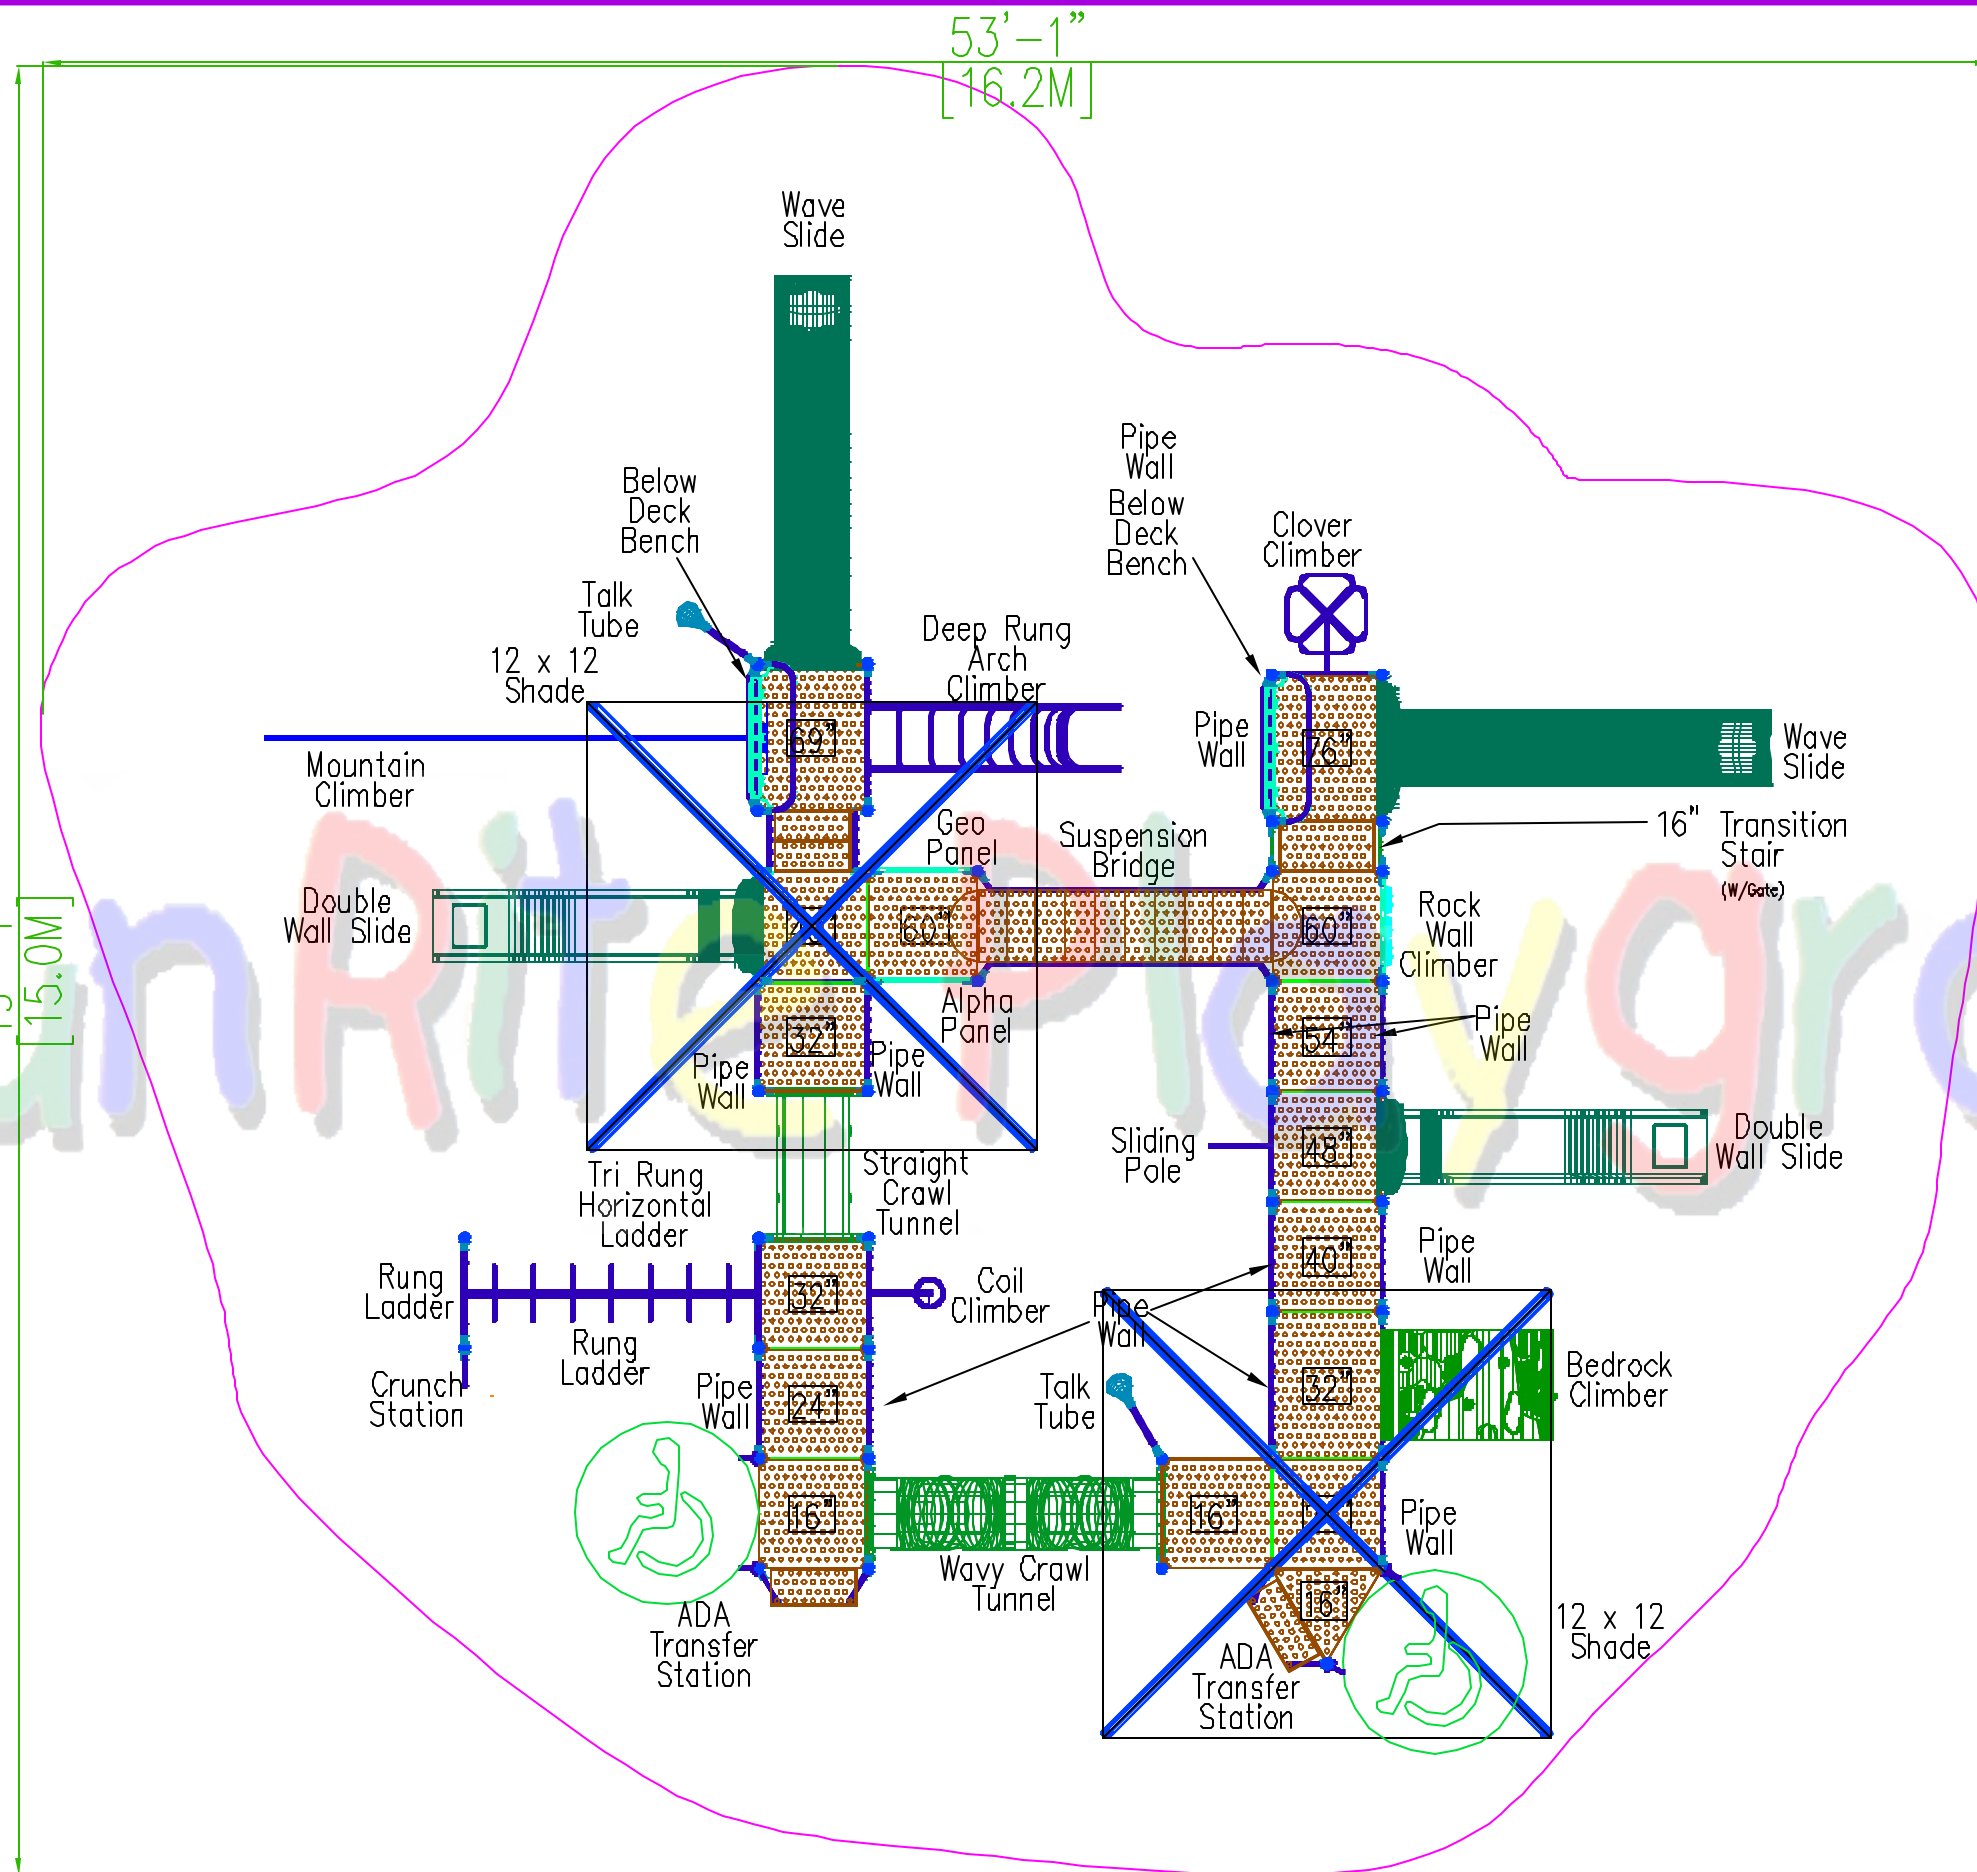 53'-1"
[16.2M]
Wave
Slide
Pipe
Wall
Below
Deck
Bench
Below
Deck
Bench
Clover
Climber
Talk
Tube
12 x 12
Shade
Deep Rung
Arch
Climber
69"
Pipe
Wall
76"
Wave
Slide
Mountain
Climber
Geo
Panel
Suspension
Bridge
16" Transition
Stair
(W/Gate)
Double
Wall Slide
60"
60"
Rock
Wall
Climber
[15.0M]
unRite Playgro
Alpha
Panel
32"
54"
Pipe
Wall
Pipe
Wall
Pipe
Wall
Sliding
Pole
48"
Double
Wall Slide
Tri Rung
Horizontal
Ladder
Straight
Crawl
Tunnel
40"
Pipe
Wall
Rung
Ladder
32"
Coil
Climber
Pipe
Wall
Rung
Ladder
Crunch
Station
Pipe
Wall
24"
Talk
Tube
32"
Bedrock
Climber
16"
16"
Pipe
Wall
Wavy Crawl
Tunnel
16"
ADA
Transfer
Station
ADA
Transfer
Station
12 x 12
Shade